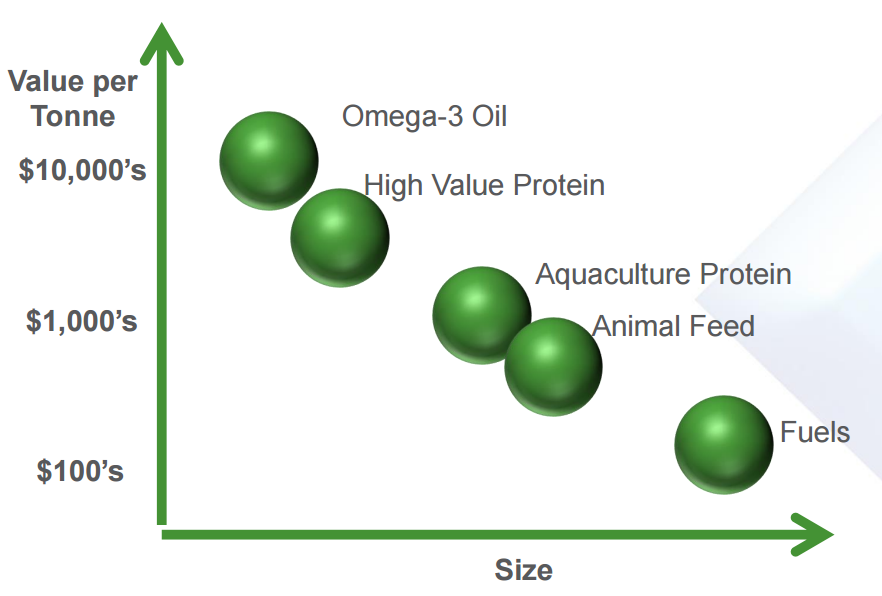 Value per
Tonne
Omega-3 Oil
$10,000’s
High Value Protein
Aquaculture Protein
$1,000’s
Animal Feed
Fuels
$100’s
Size